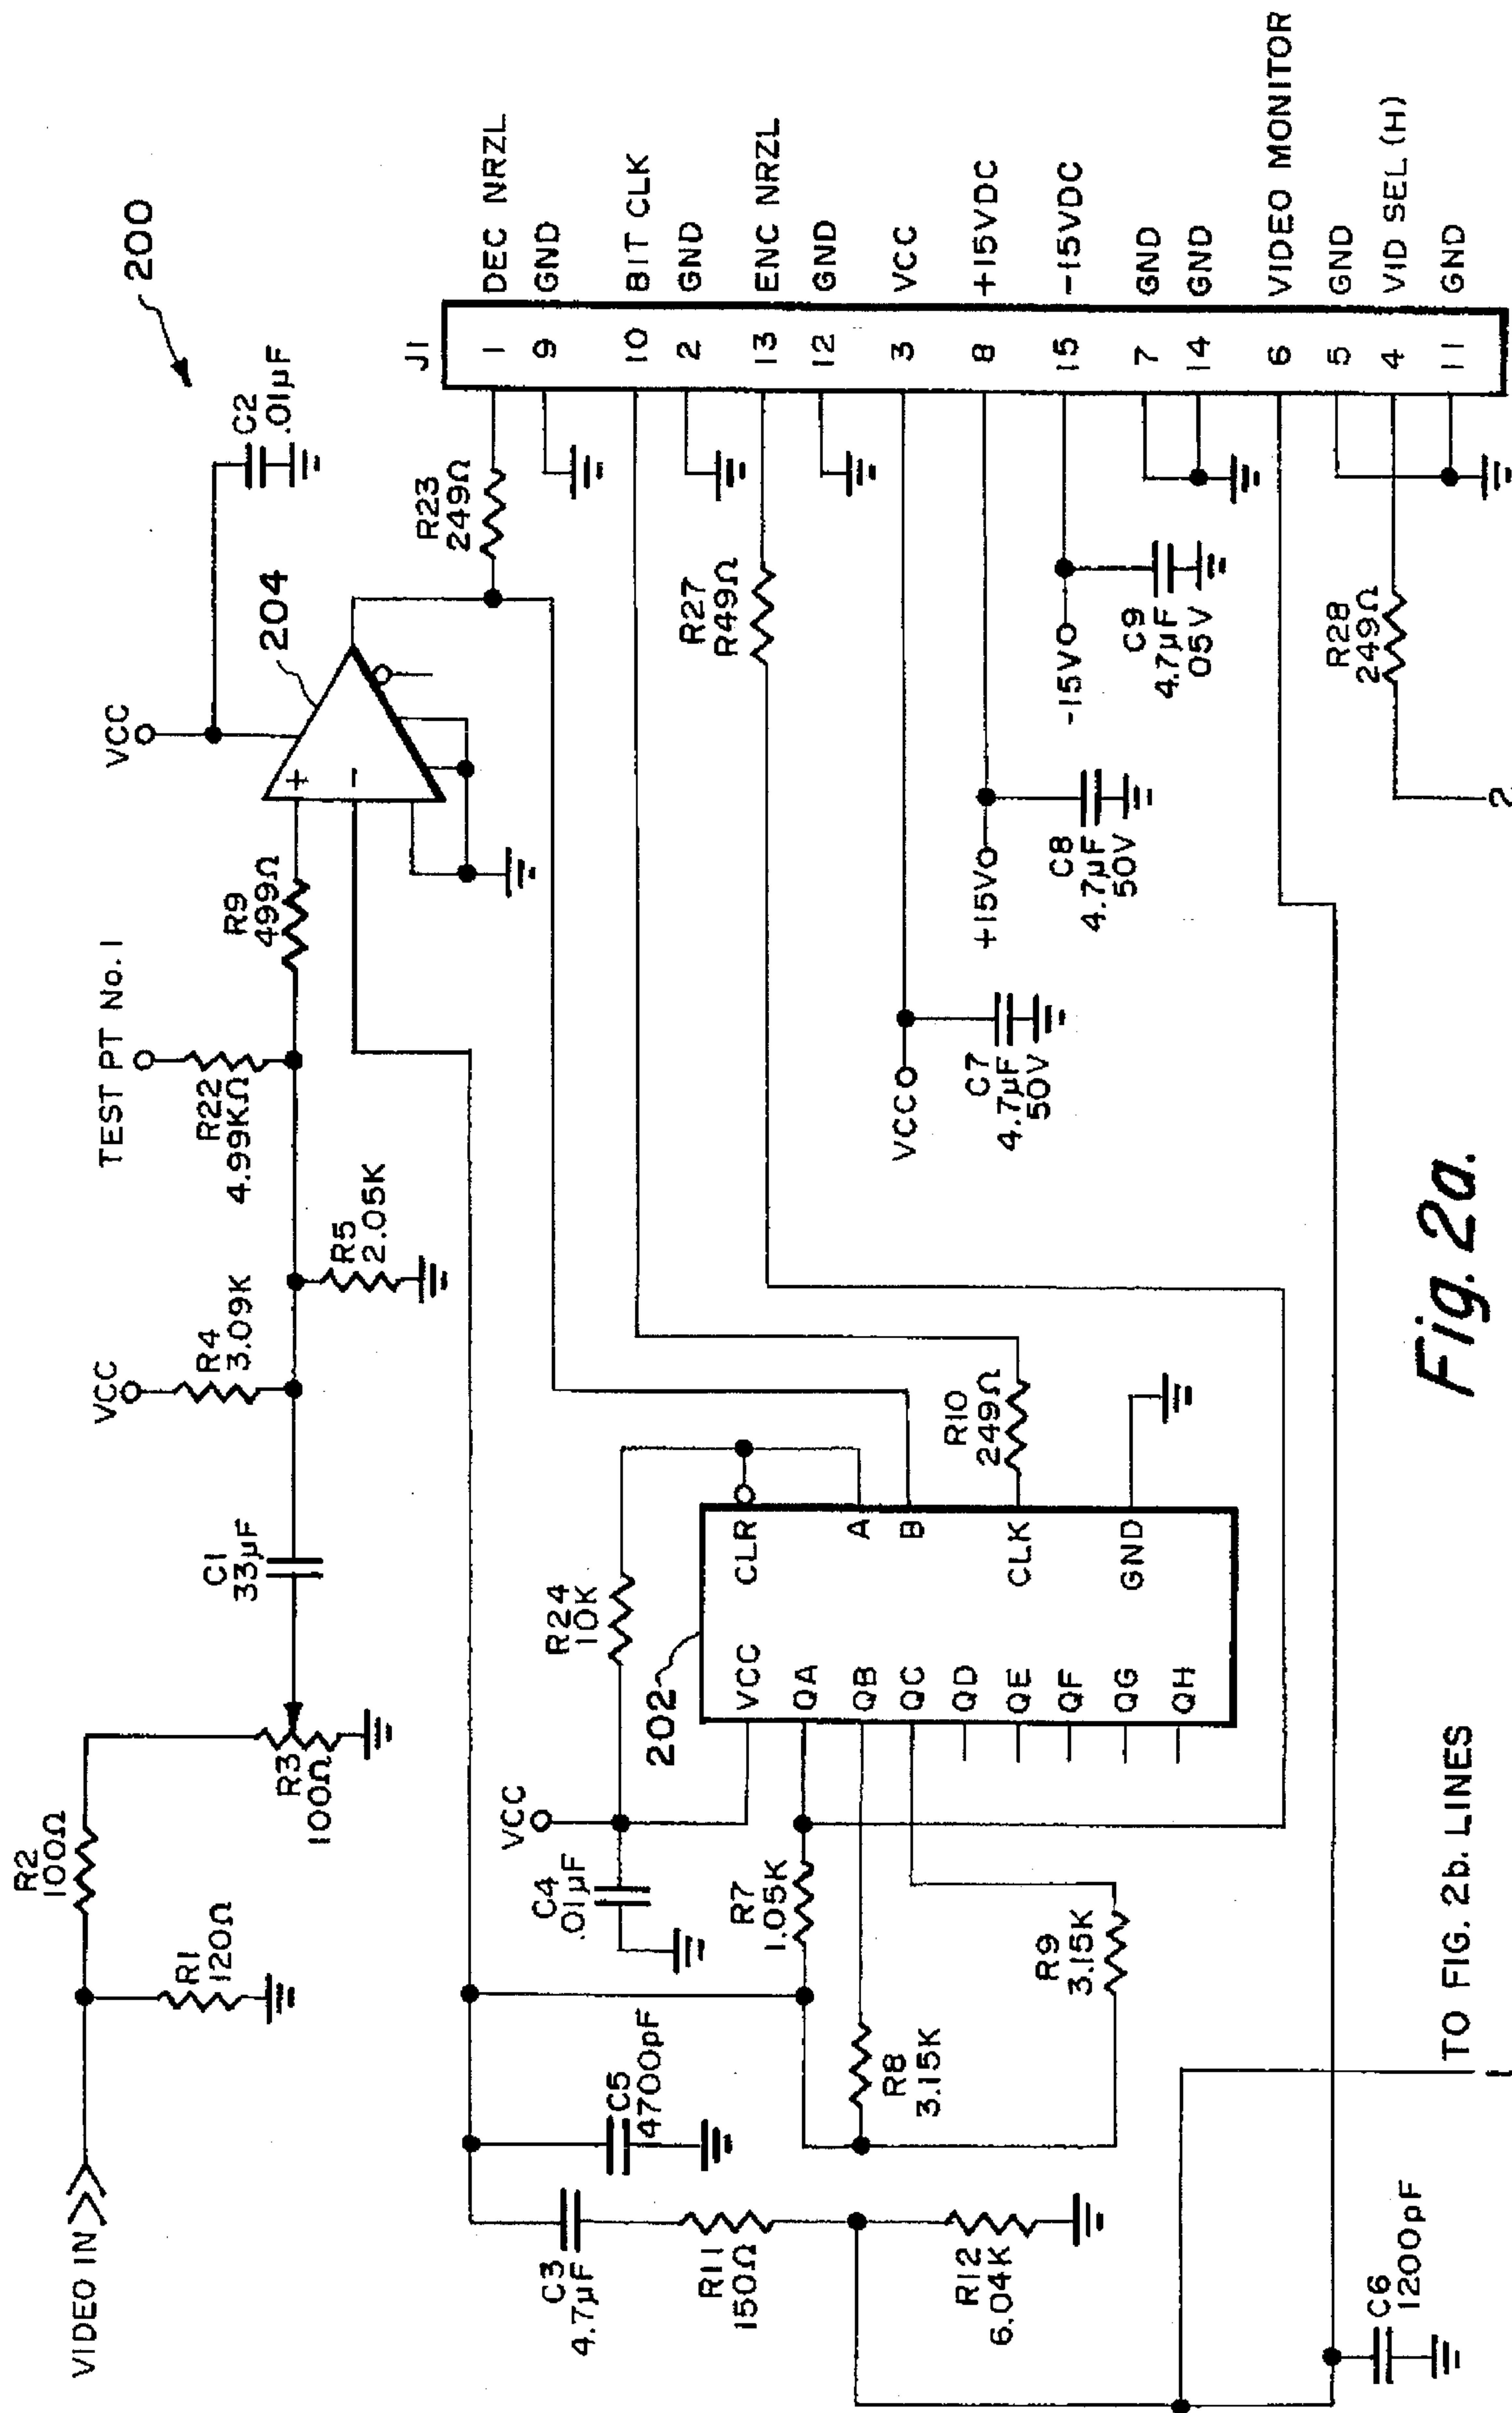 VIDEO IN
R1
120Ω
R2
100Ω
R3
100Ω
C1
33µF
VCC
R4
3.09K
R5
2.05K
TEST PT No. 1
R22
4.99KΩ
R9
499Ω
VCC
+
−
204
C2
.01µF
200
R23
249Ω
C3
4.7µF
R11
150Ω
R12
6.04K
C5
4700pF
C4
.01µF
VCC
R24
10K
R7
1.05K
R8
3.15K
R9
3.15K
202
VCC
QA
QB
QC
QD
QE
QF
QG
QH
CLR
A
B
CLK
GND
R10
249Ω
R27
R49Ω
VCC
C7
4.7µF
50V
+15V
C8
4.7µF
50V
-15V
C9
4.7µF
05V
R28
249Ω
J1
1 DEC NRZL
9 GND
10 BIT CLK
2 GND
13 ENC NRZL
12 GND
3 VCC
8 +15VDC
15 -15VDC
7 GND
14 GND
6 VIDEO MONITOR
5 GND
4 VID SEL (H)
11 GND
C6
1200pF
TO FIG. 2b. LINES
1
2
Fig. 2a.